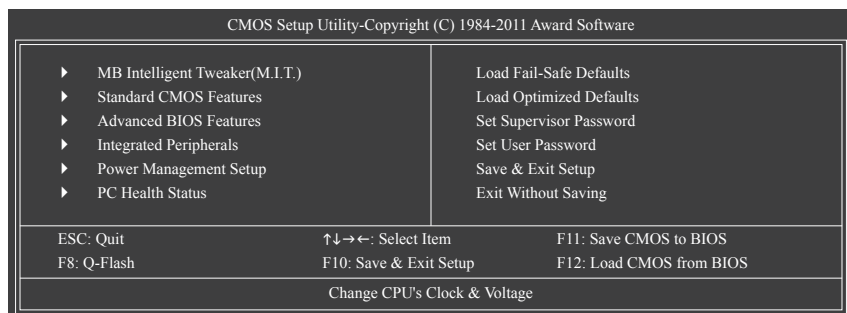 CMOS Setup Utility-Copyright (C) 1984-2011 Award Software
MB Intelligent Tweaker(M.I.T.)
Standard CMOS Features
Advanced BIOS Features
Integrated Peripherals
Power Management Setup
PC Health Status
Load Fail-Safe Defaults
Load Optimized Defaults
Set Supervisor Password
Set User Password
Save & Exit Setup
Exit Without Saving
ESC: Quit ↑↓→←: Select Item F11: Save CMOS to BIOS
F8: Q-Flash F10: Save & Exit Setup F12: Load CMOS from BIOS
Change CPU's Clock & Voltage